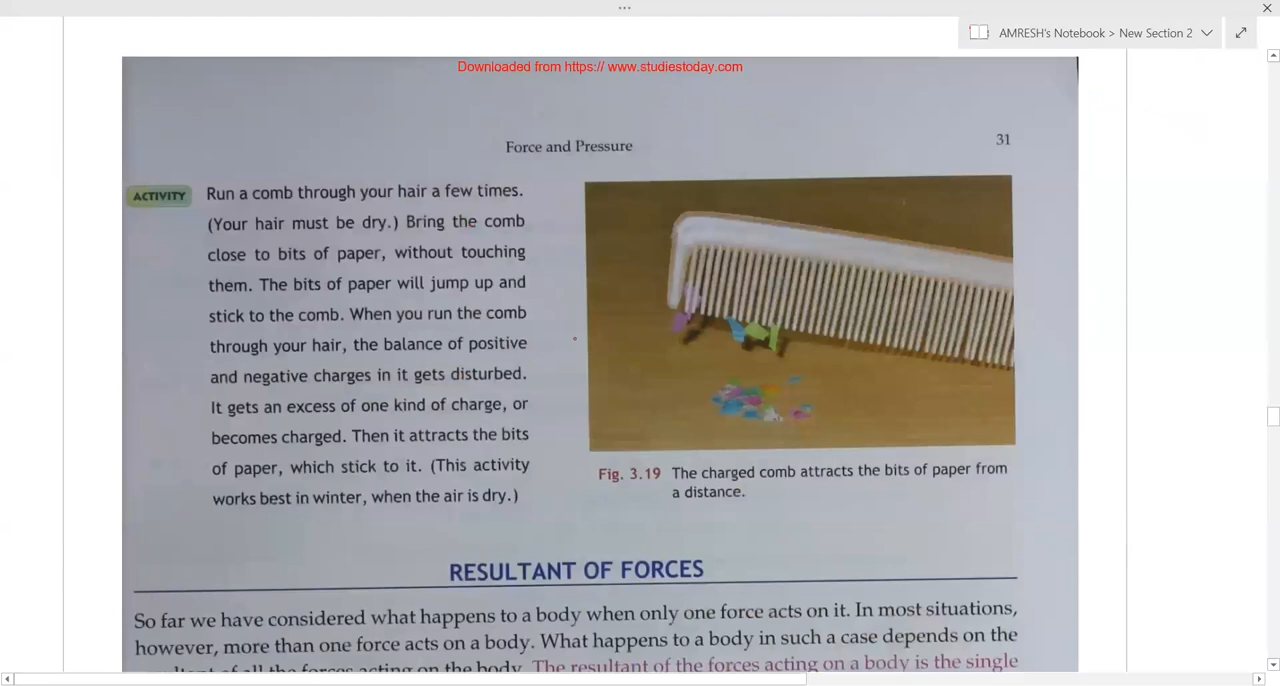 AMRESH's Notebook > New Section 2
Downloaded from https:// www.studiestoday.com
Force and Pressure
31
ACTIVITY
Run a comb through your hair a few times.
(Your hair must be dry.) Bring the comb
close to bits of paper, without touching
them. The bits of paper will jump up and
stick to the comb. When you run the comb
through your hair, the balance of positive
and negative charges in it gets disturbed.
It gets an excess of one kind of charge, or
becomes charged. Then it attracts the bits
of paper, which stick to it. (This activity
works best in winter, when the air is dry.)
Fig. 3.19 The charged comb attracts the bits of paper from
a distance.
RESULTANT OF FORCES
So far we have considered what happens to a body when only one force acts on it. In most situations,
however, more than one force acts on a body. What happens to a body in such a case depends on the
of all the forces acting on the body. The resultant of the forces acting on a body is the single